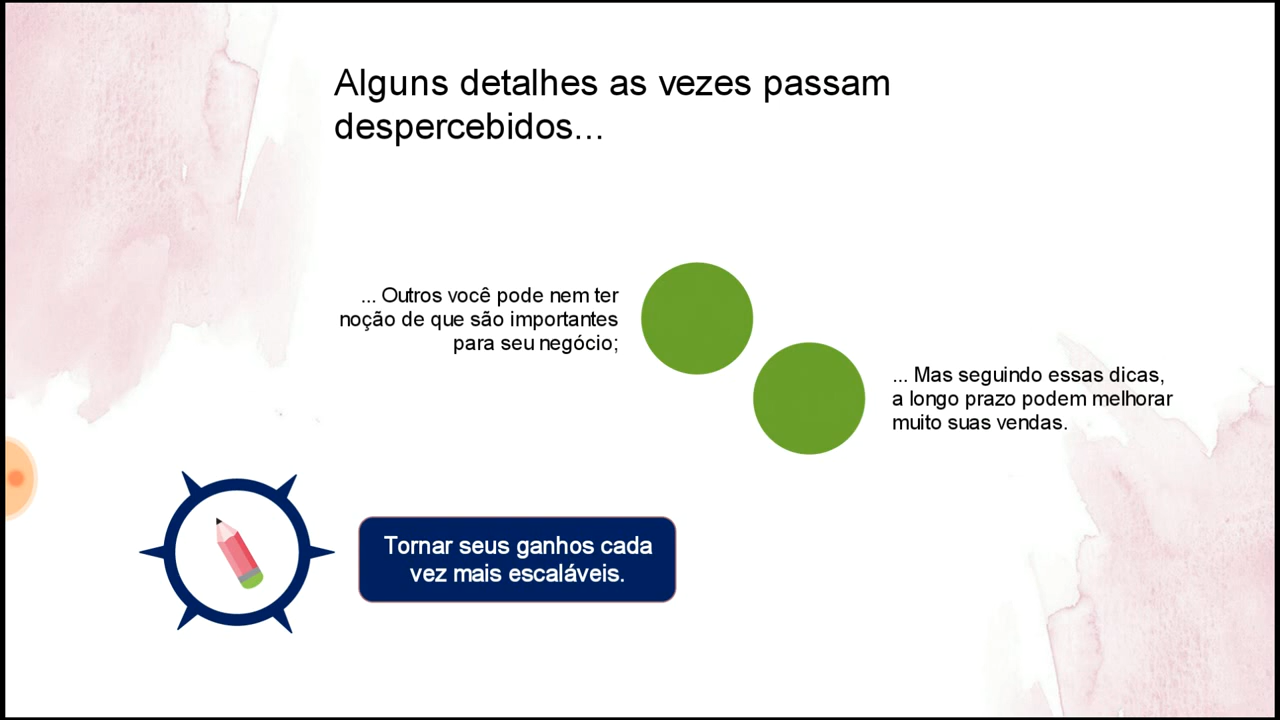 Alguns detalhes as vezes passam
despercebidos...
... Outros você pode nem ter
noção de que são importantes
para seu negócio;
... Mas seguindo essas dicas,
a longo prazo podem melhorar
muito suas vendas.
Tornar seus ganhos cada
vez mais escaláveis.